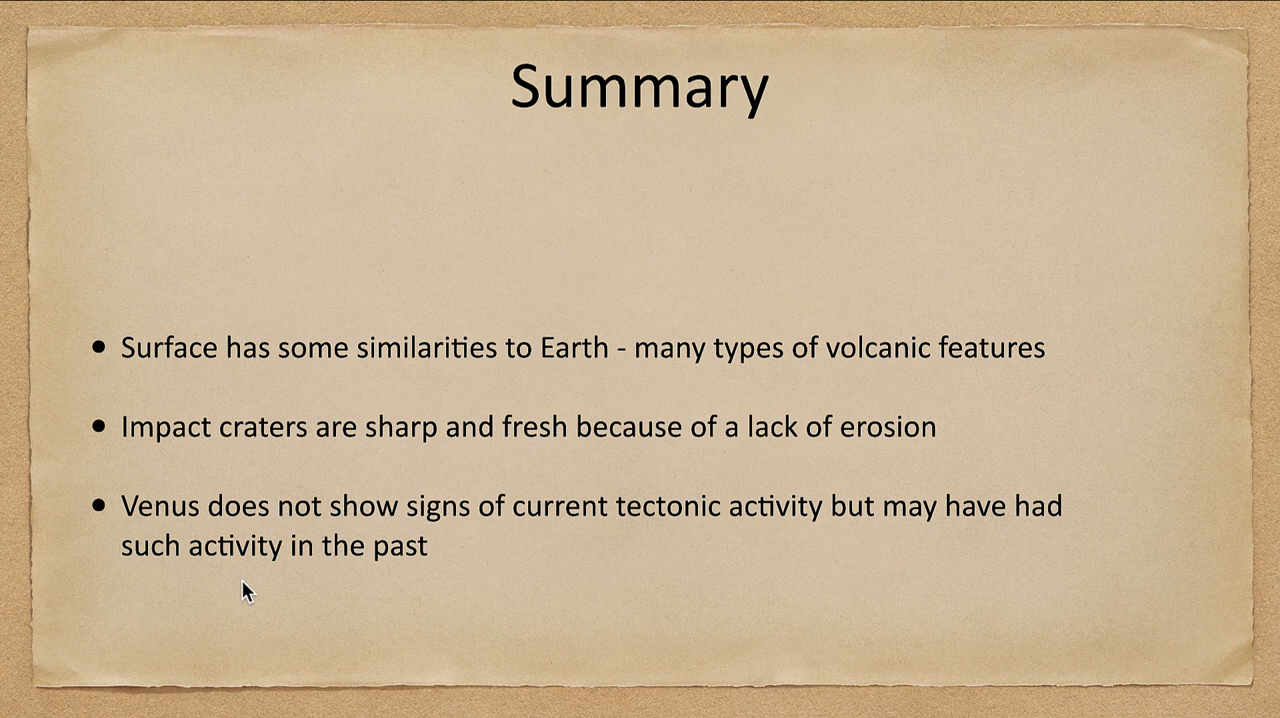 Summary
• Surface has some similarities to Earth - many types of volcanic features
• Impact craters are sharp and fresh because of a lack of erosion
• Venus does not show signs of current tectonic activity but may have had
such activity in the past